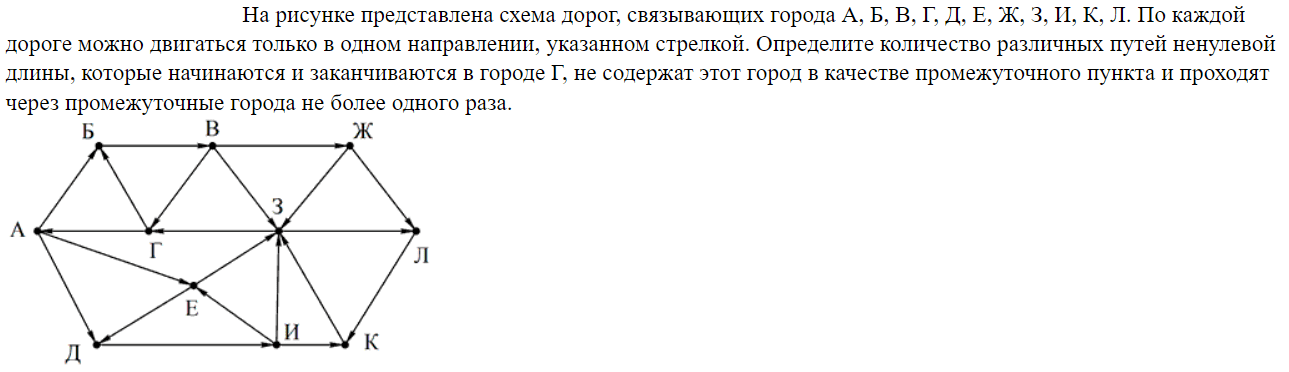 На рисунке представлена схема дорог, связывающих города А, Б, В, Г, Д, Е, Ж, З, И, К, Л. По каждой
дороге можно двигаться только в одном направлении, указанном стрелкой. Определите количество различных путей ненулевой
длины, которые начинаются и заканчиваются в городе Г, не содержат этот город в качестве промежуточного пункта и проходят
через промежуточные города не более одного раза.
Б В Ж
З
А Г Л
Е
Д И К